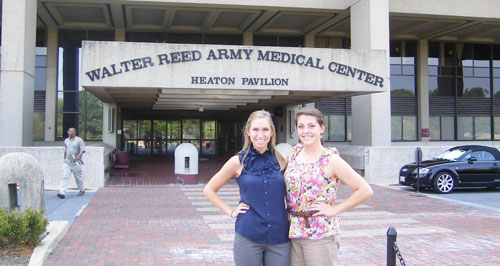 WALTER REED ARMY MEDICAL CENTER
HEATON PAVILION